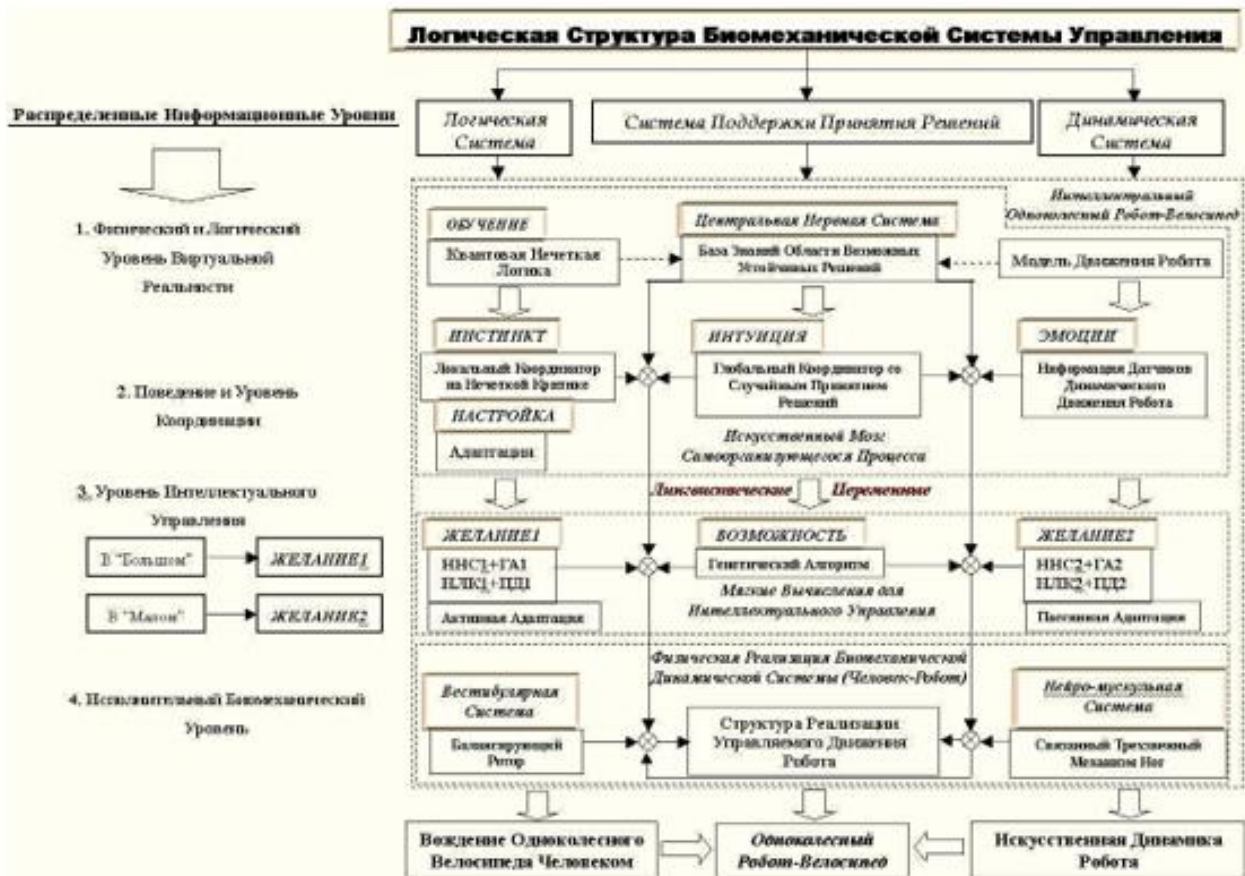 Логическая Структура Биомеханической Системы Управления
Распределенные Информационные Уровни
Логическая
Система
Система Поддержки Принятия Решений
Динамическая
Система
1. Физический и Логический
Уровень Виртуальной
Реальности
2. Поведение и Уровень
Координации
3. Уровень Интеллектуального
Управления
В "Большом"
ЖЕЛАНИЕ1
В "Малом"
ЖЕЛАНИЕ2
4. Исполнительный Биомеханический
Уровень
Интеллектуальный
Одноколесный Робот-Велосипед
ОБУЧЕНИЕ
Квантовая Нечеткая
Логика
Центральная Нервная Система
База Знаний Области Возможных
Устойчивых Решений
Модель Движения Робота
ИНСТИНКТ
Локальный Координатор
на Нечеткой Критике
ИНТУИЦИЯ
Глобальный Координатор со
Случайным Принятием
Решений
ЭМОЦИИ
Информация Датчиков
Динамического
Движения Робота
НАСТРОЙКА
Адаптация
Искусственный Мозг
Самоорганизующегося Процесса
Лингвистические Переменные
ЖЕЛАНИЕ1
ННС1+ГА1
НЛК1+ПД1
Активная Адаптация
ВОЗМОЖНОСТЬ
Генетический Алгоритм
Мягкие Вычисления для
Интеллектуального Управления
ЖЕЛАНИЕ2
ННС2+ГА2
НЛК2+ПД2
Пассивная Адаптация
Физическая Реализация Биомеханической
Динамической Системы (Человек-Робот)
Вестибулярная
Система
Балансирующий
Ротор
Структура Реализации
Управляемого Движения
Робота
Нейро-мускульная
Система
Связанный Трехзвенный
Механизм Ног
Вождение Одноколесного
Велосипеда Человеком
Одноколесный
Робот-Велосипед
Искусственная Динамика
Робота